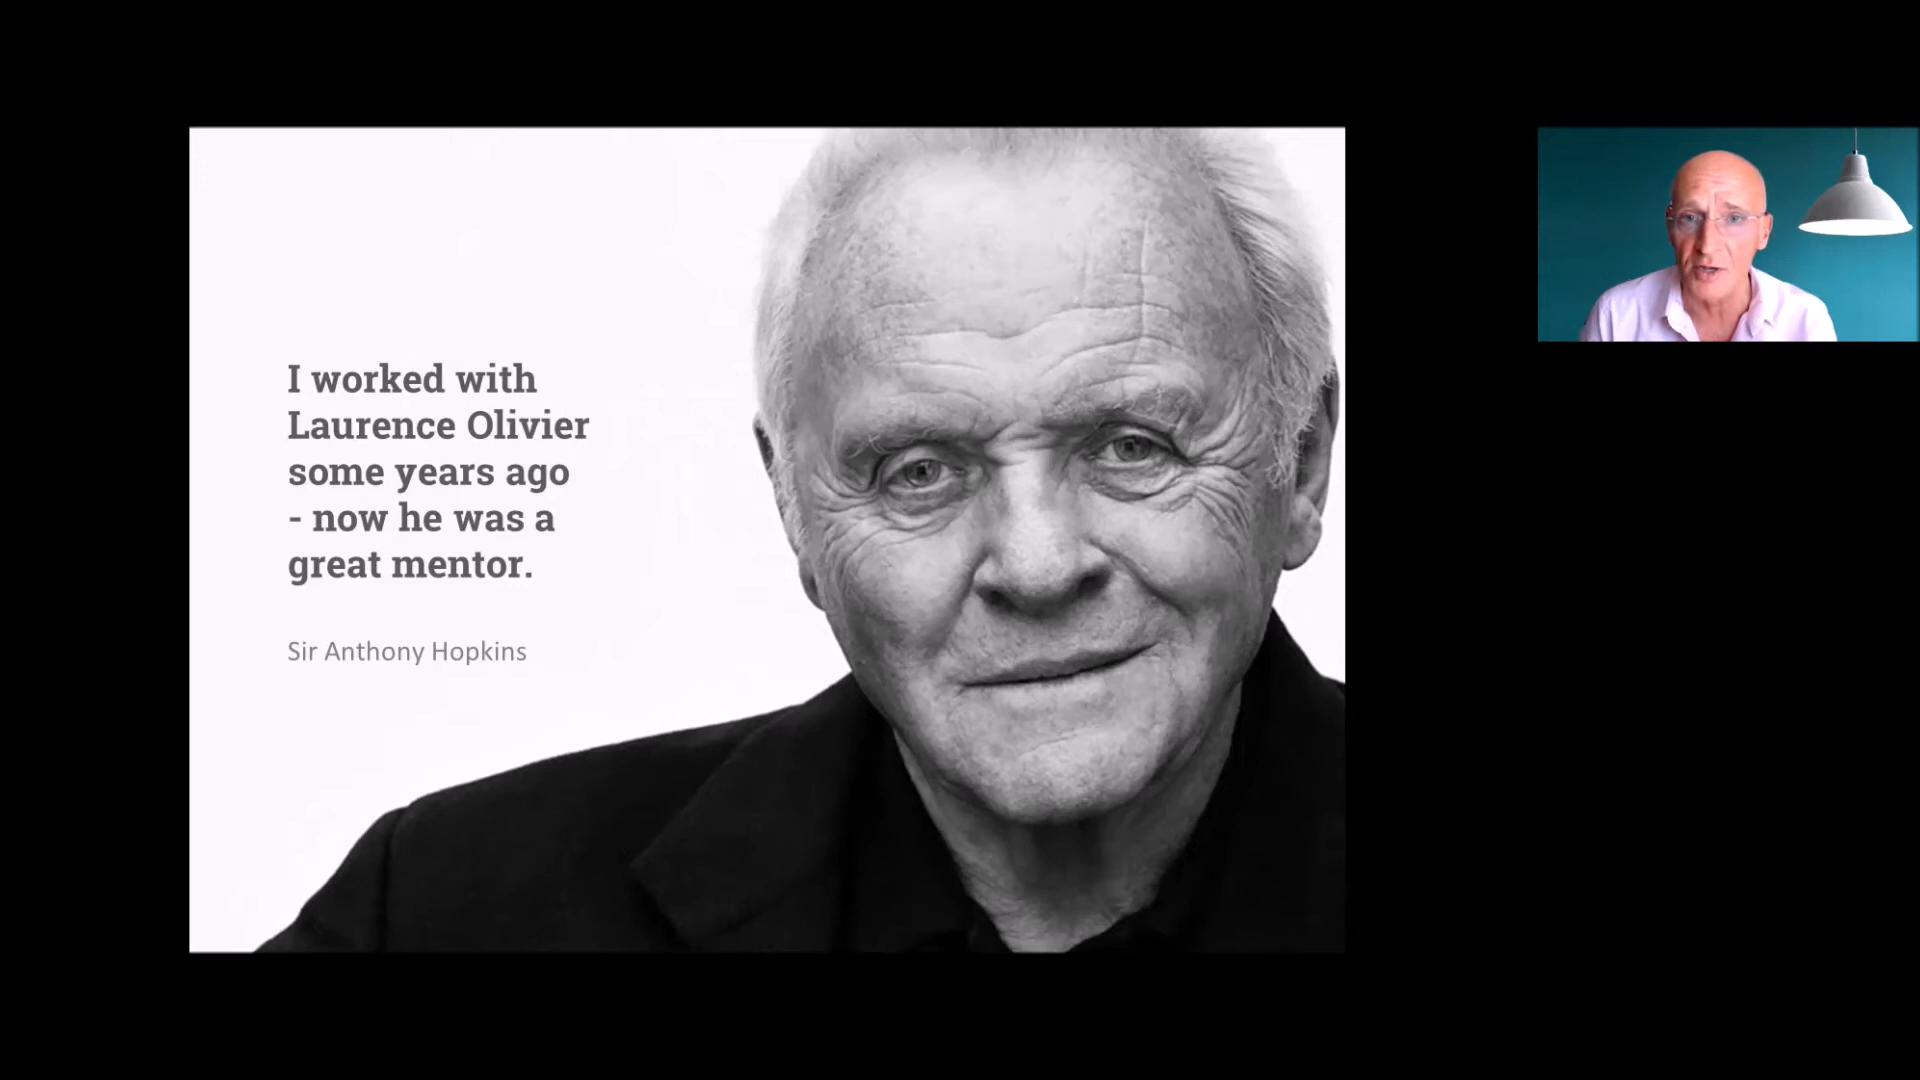 I worked with
Laurence Olivier
some years ago
- now he was a
great mentor.
Sir Anthony Hopkins